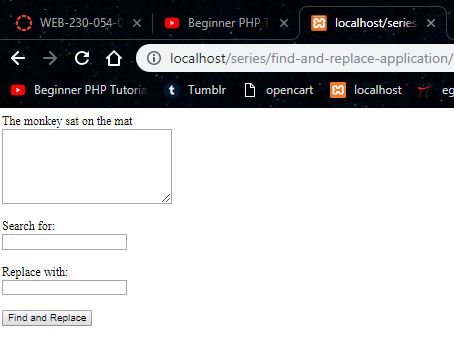 WEB-230-054-0
Beginner PHP T
localhost/series
localhost/series/find-and-replace-application/
Beginner PHP Tutoria
Tumblr
opencart
localhost
eg
The monkey sat on the mat
Search for:
Replace with:
Find and Replace